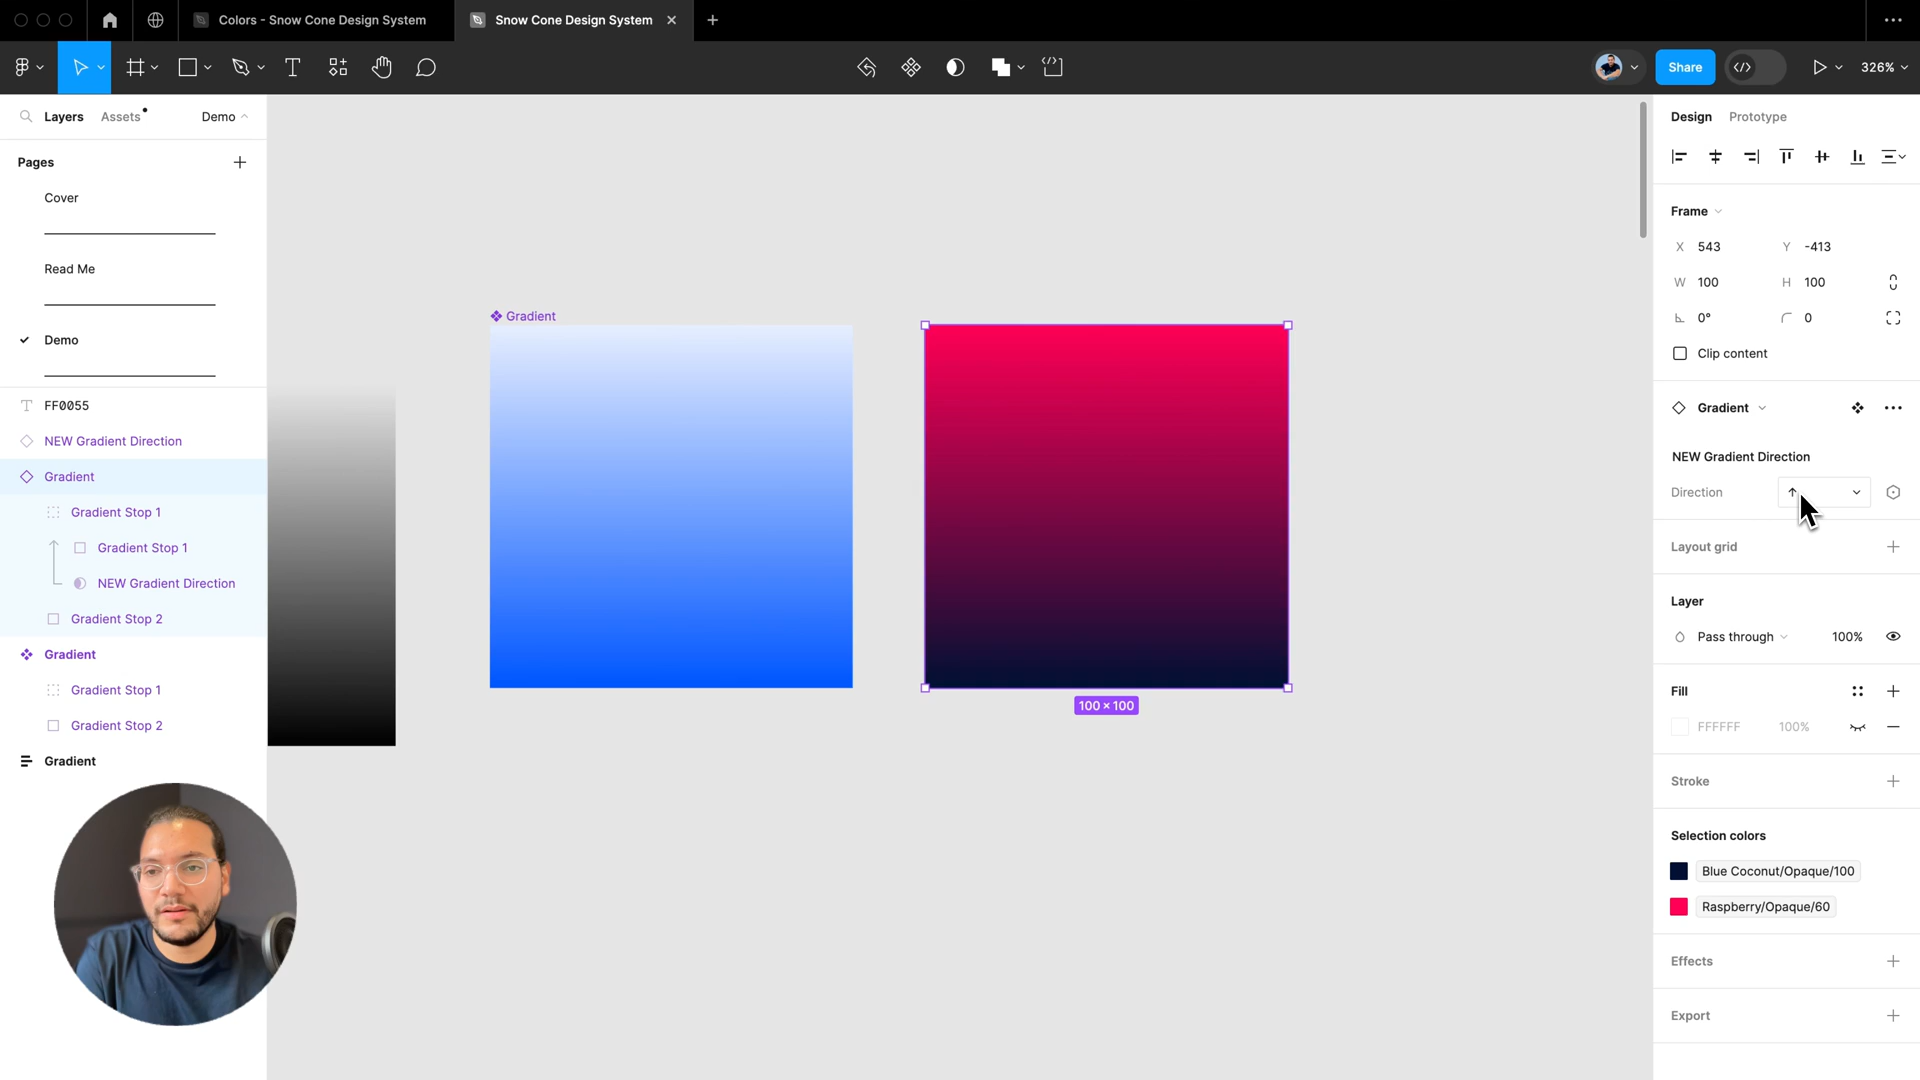 Colors - Snow Cone Design System
Snow Cone Design System
Share
326%
Layers
Assets
Demo
Pages
Cover
Read Me
Demo
FF0055
NEW Gradient Direction
Gradient
Gradient Stop 1
Gradient Stop 1
NEW Gradient Direction
Gradient Stop 2
Gradient
Gradient Stop 1
Gradient Stop 2
Gradient
Gradient
100 × 100
Design
Prototype
Frame
X 543
Y -413
W 100
H 100
0°
0
Clip content
Gradient
NEW Gradient Direction
Direction
↑
Layout grid
Layer
Pass through
100%
Fill
FFFFFF
100%
Stroke
Selection colors
Blue Coconut/Opaque/100
Raspberry/Opaque/60
Effects
Export